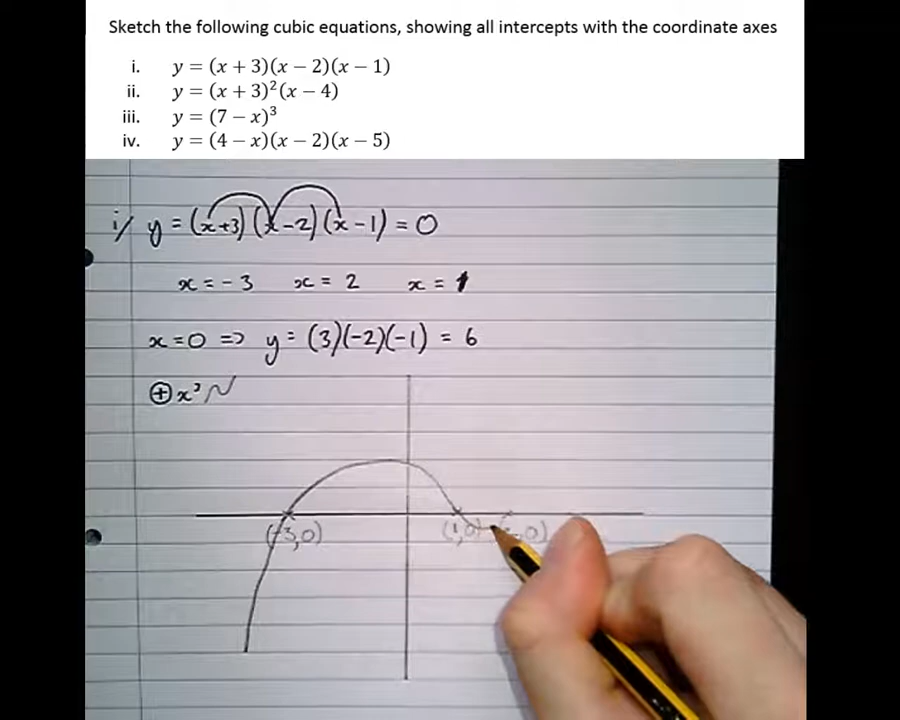 Sketch the following cubic equations, showing all intercepts with the coordinate axes
i. y = (x + 3)(x − 2)(x − 1)
ii. y = (x + 3)²(x − 4)
iii. y = (7 − x)³
iv. y = (4 − x)(x − 2)(x − 5)
i/ y = (x+3)(x−2)(x−1) = 0
x = −3 x = 2 x = 1
x = 0 => y = (3)(−2)(−1) = 6
⊕ x³
(−3,0) (1,0) ,0)